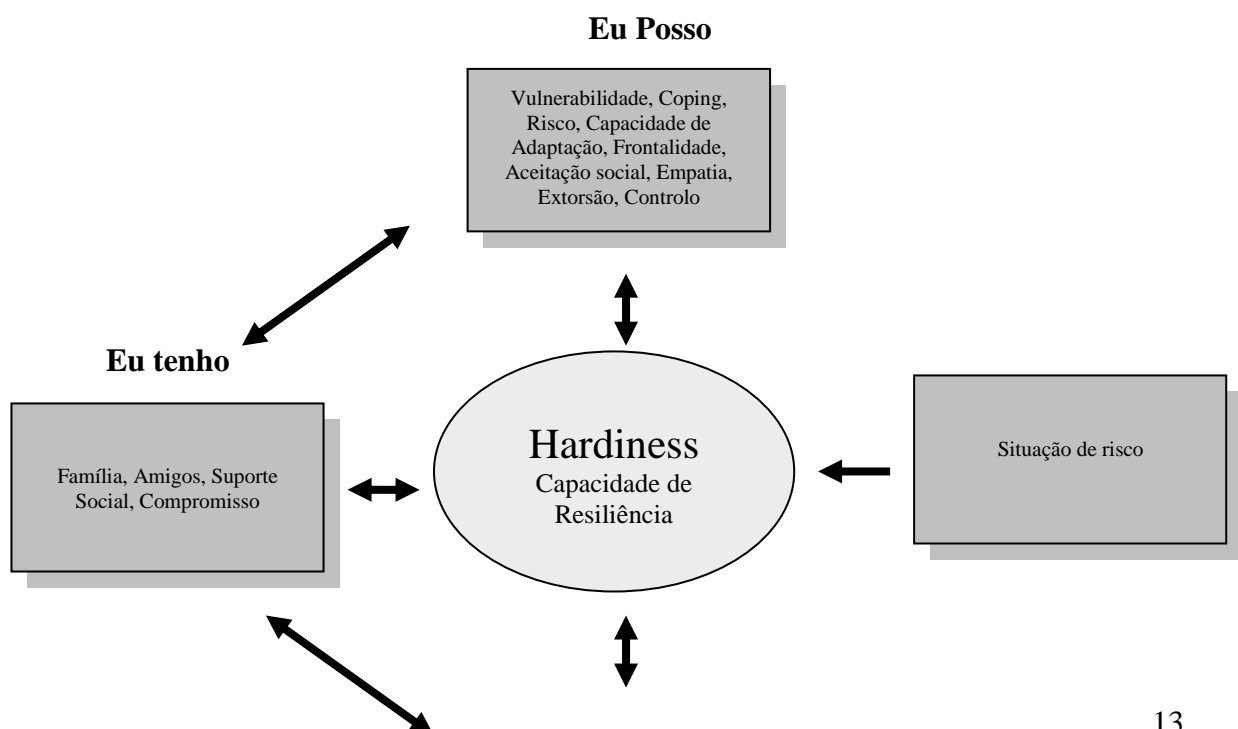 Eu Posso
Vulnerabilidade, Coping,
Risco, Capacidade de
Adaptação, Frontalidade,
Aceitação social, Empatia,
Extorsão, Controlo
Eu tenho
Família, Amigos, Suporte
Social, Compromisso
Hardiness
Capacidade de
Resiliência
Situação de risco
13